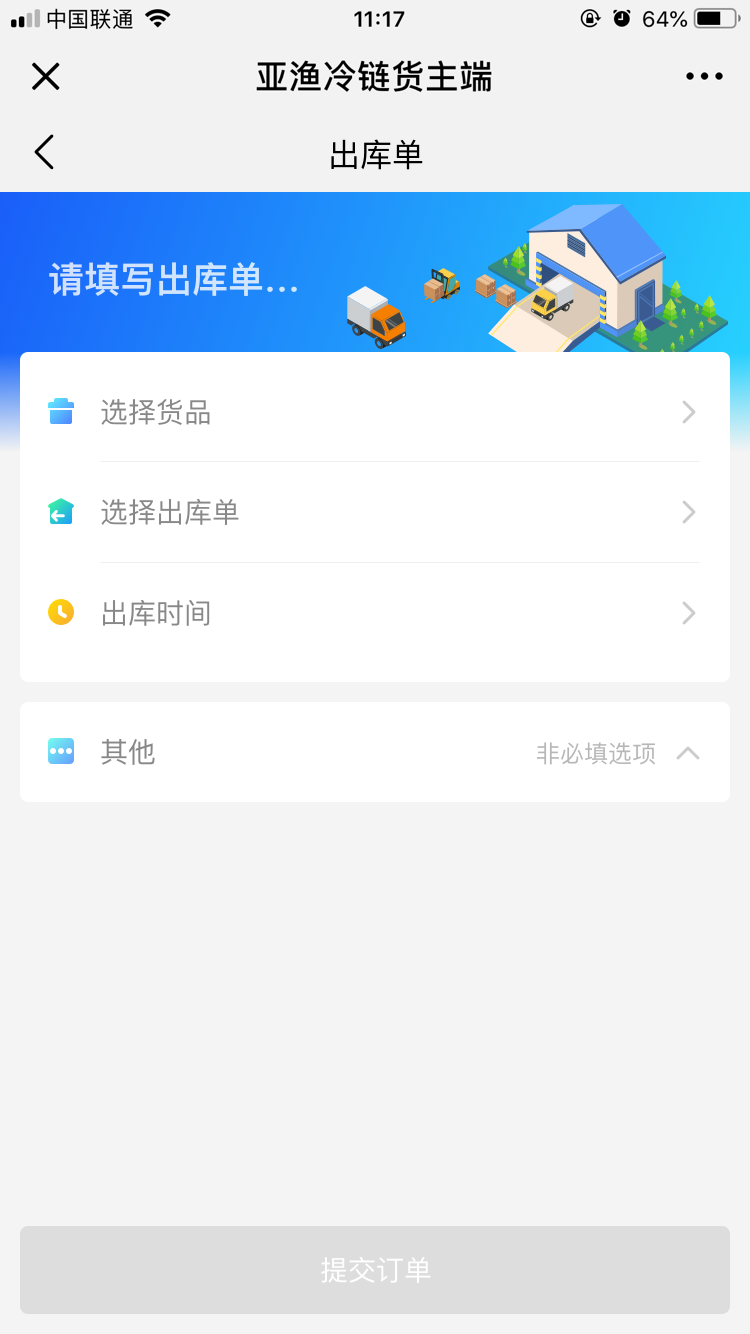 中国联通 11:17 64%
亚渔冷链货主端
出库单
请填写出库单...
选择货品
选择出库单
出库时间
其他 非必填选项
提交订单